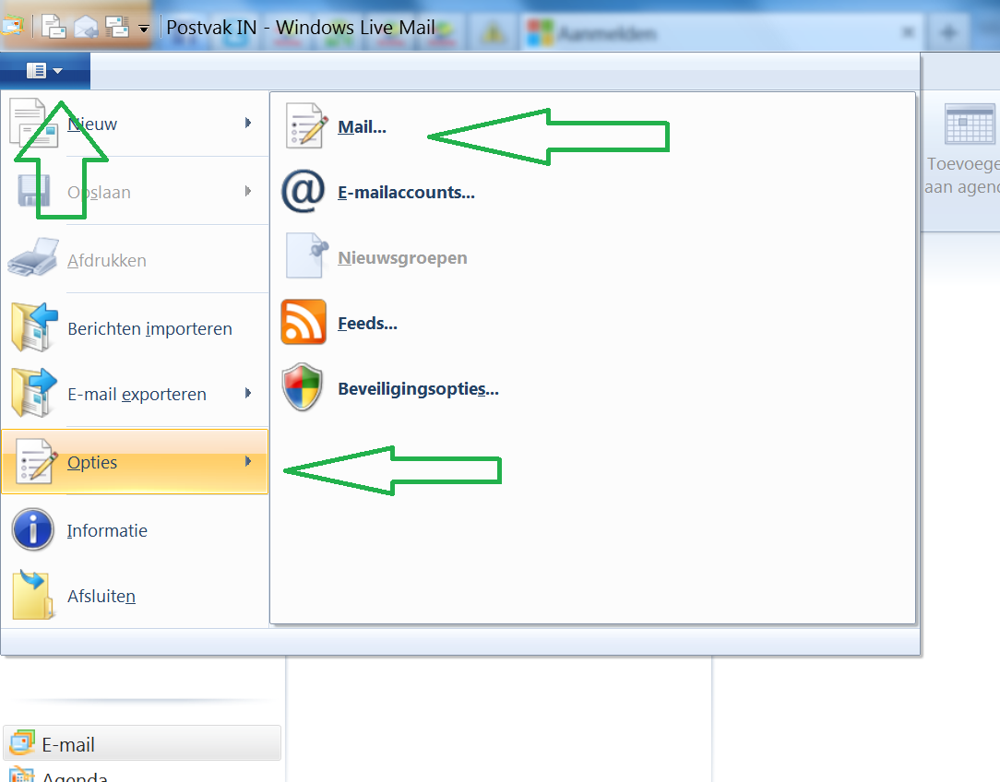 Postvak IN - Windows Live Mail
Aanmelden
Nieuw
Opslaan
Afdrukken
Berichten importeren
E-mail exporteren
Opties
Informatie
Afsluiten
Mail...
E-mailaccounts...
Nieuwsgroepen
Feeds...
Beveiligingsopties...
Toevoege
aan agen
E-mail
Agenda